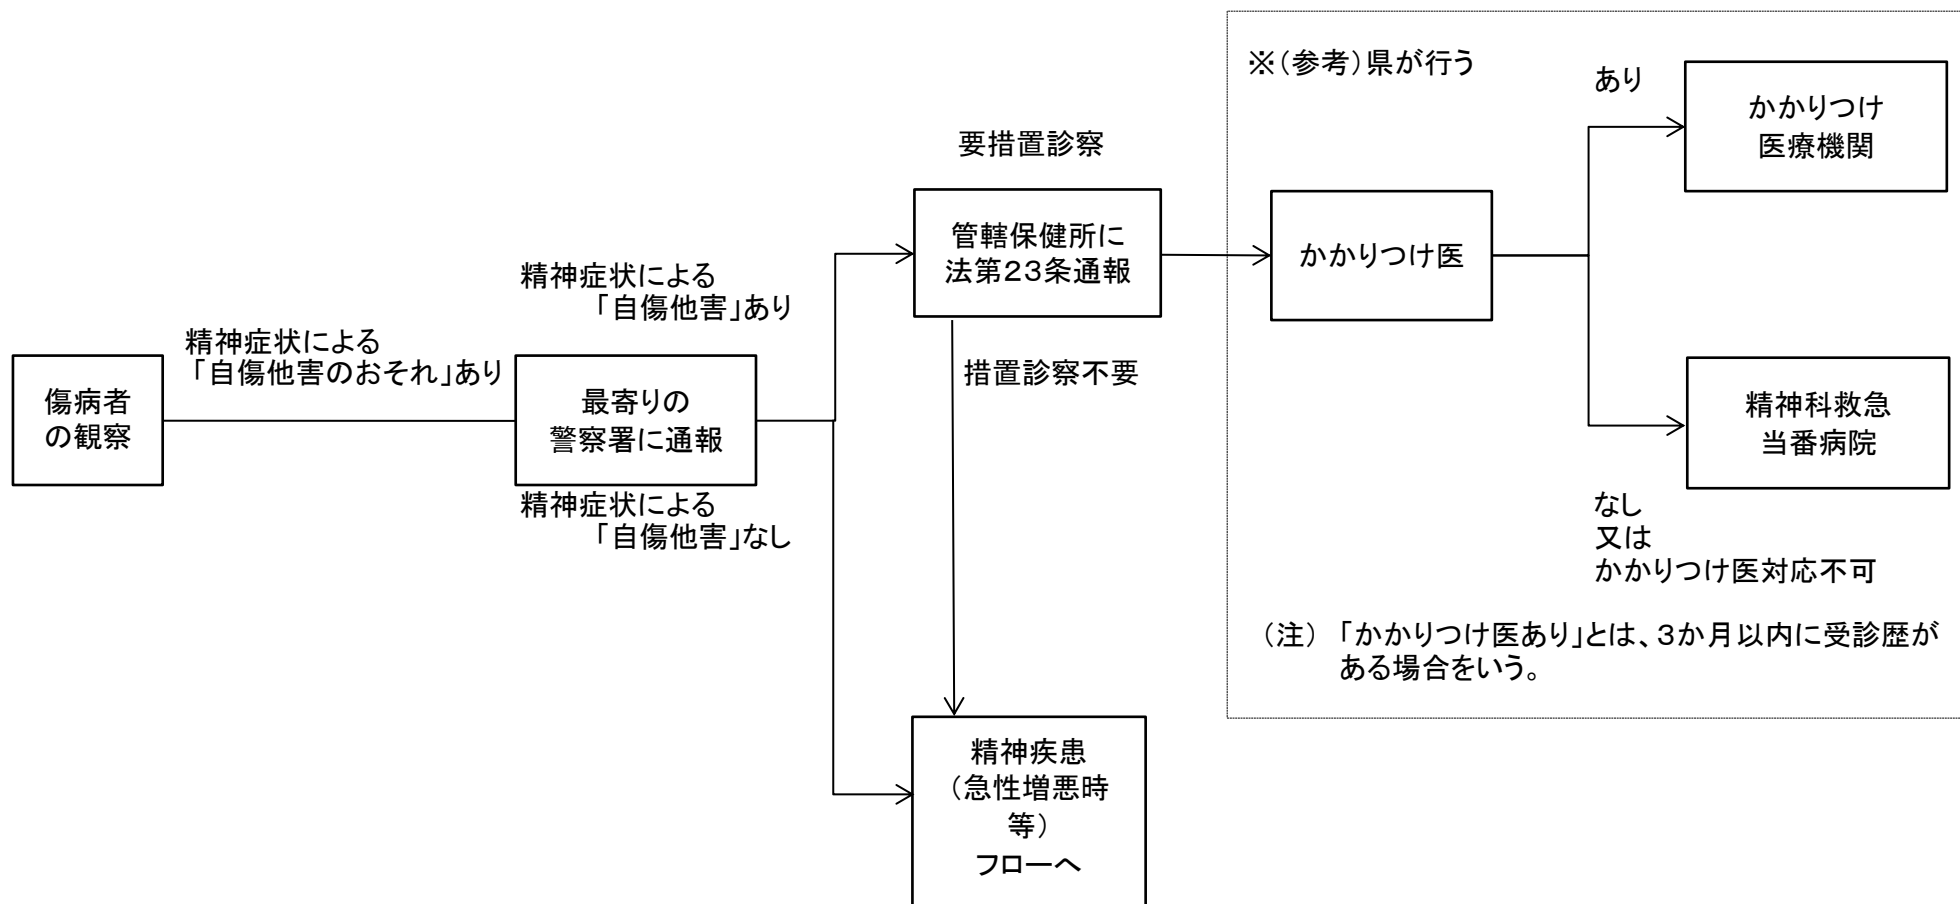 傷病者
の観察
精神症状による
「自傷他害のおそれ」あり
最寄りの
警察署に通報
精神症状による
「自傷他害」あり
精神症状による
「自傷他害」なし
要措置診察
管轄保健所に
法第23条通報
措置診察不要
精神疾患
（急性増悪時
等）
フローへ
※（参考）県が行う
かかりつけ医
あり
かかりつけ
医療機関
精神科救急
当番病院
なし
又は
かかりつけ医対応不可
（注）　「かかりつけ医あり」とは、3か月以内に受診歴が
ある場合をいう。